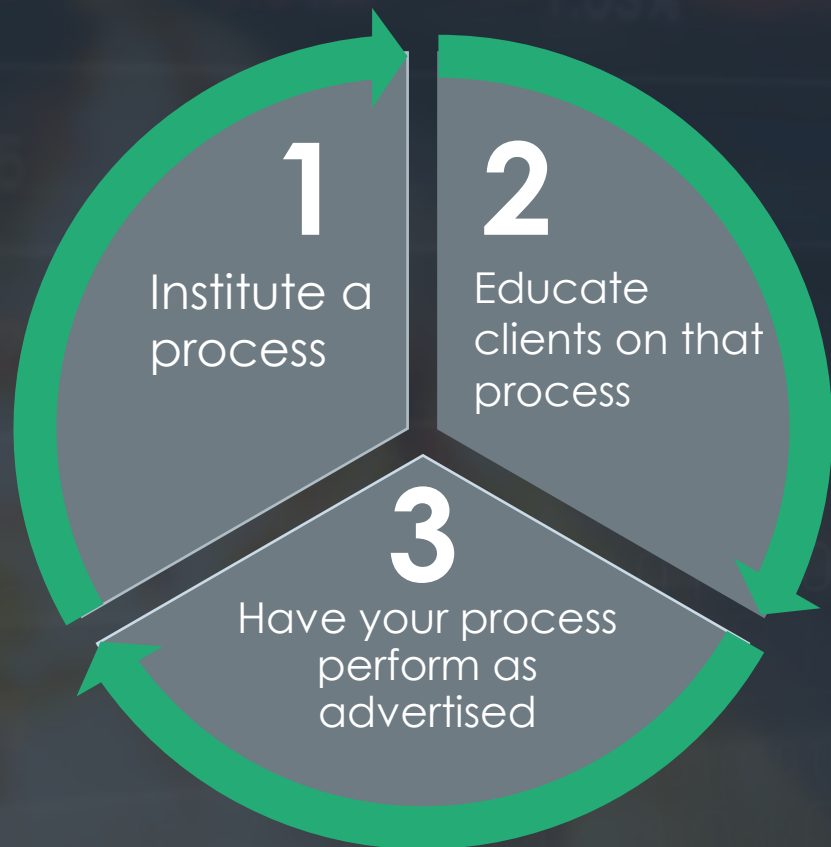 1
Institute a
process
2
Educate
clients on that
process
3
Have your process
perform as
advertised